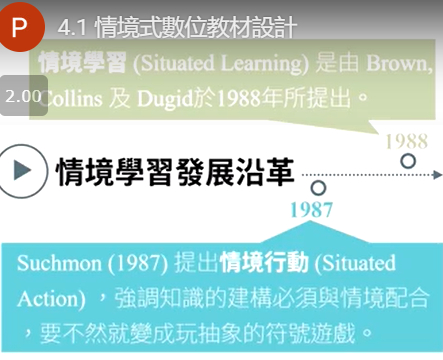 P
4.1 情境式數位教材設計
情境學習 (Situated Learning) 是由 Brown,
2.00
Collins 及 Dugid於1988年所提出。
1988
情境學習發展沿革
1987
Suchmon (1987) 提出情境行動 (Situated
Action) ，強調知識的建構必須與情境配合
，要不然就變成玩抽象的符號遊戲。